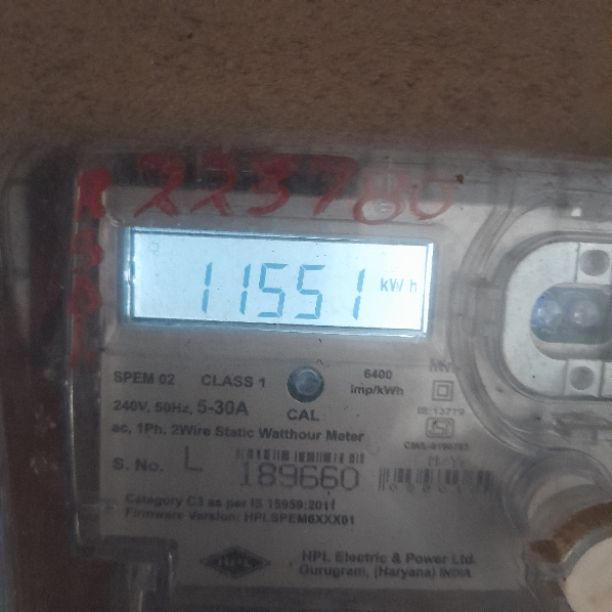 223780
11551 kWh
SPEM 02 CLASS 1 6400 imp/kWh
240V, 50Hz, 5-30A CAL
ac, 1Ph. 2Wire Static Watthour Meter
S. No. L 189660
Category C3 as per IS 15959:2011
Firmware Version: HPLSPEM6XXX01
HPL
HPL Electric & Power Ltd.
Gurugram, (Haryana) INDIA